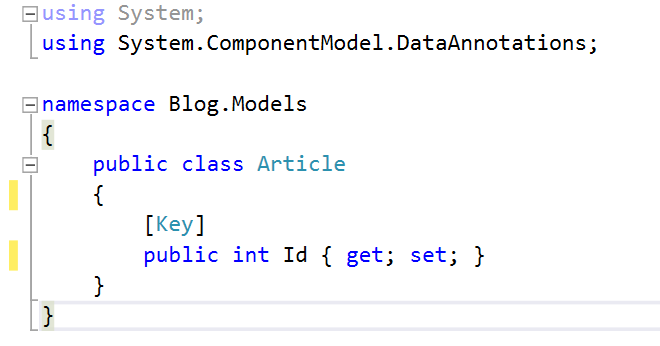 using System;
using System.ComponentModel.DataAnnotations;
namespace Blog.Models
{
    public class Article
    {
        [Key]
        public int Id { get; set; }
    }
}